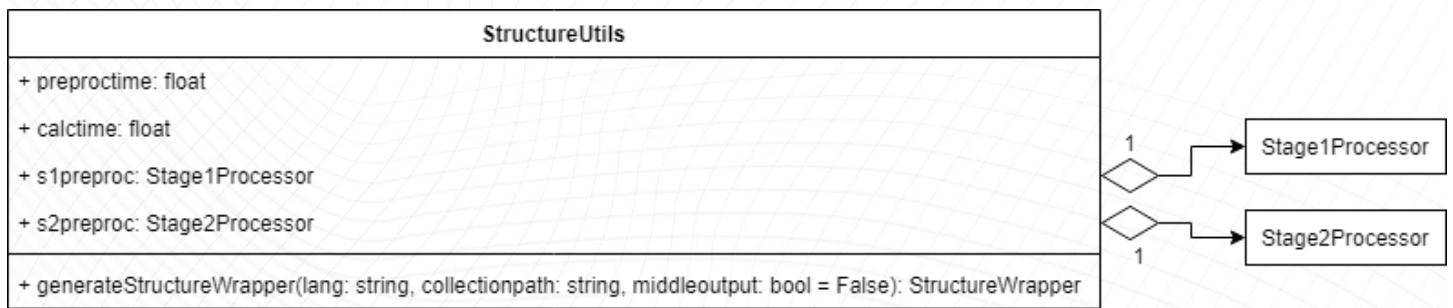 StructureUtils
+ preproctime: float
+ calctime: float
+ s1preproc: Stage1Processor
+ s2preproc: Stage2Processor
+ generateStructureWrapper(lang: string, collectionpath: string, middleoutput: bool = False): StructureWrapper
1
Stage1Processor
1
Stage2Processor